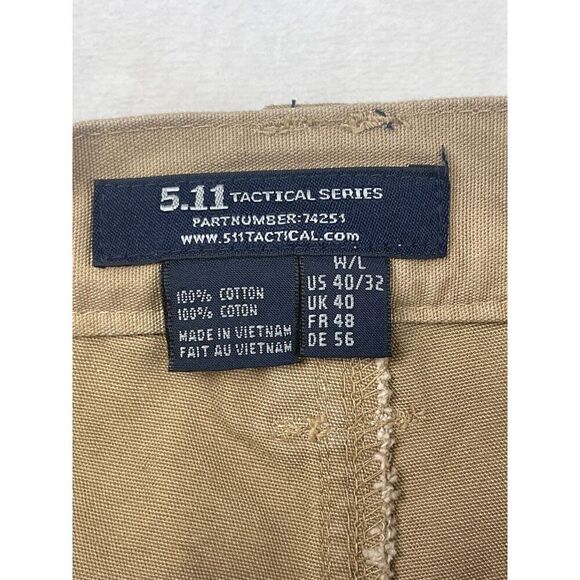 5.11 TACTICAL SERIES
PARTNUMBER:74251
www.511TACTICAL.com
100% COTTON
100% COTON
MADE IN VIETNAM
FAIT AU VIETNAM
W/L
US 40/32
UK 40
FR 48
DE 56